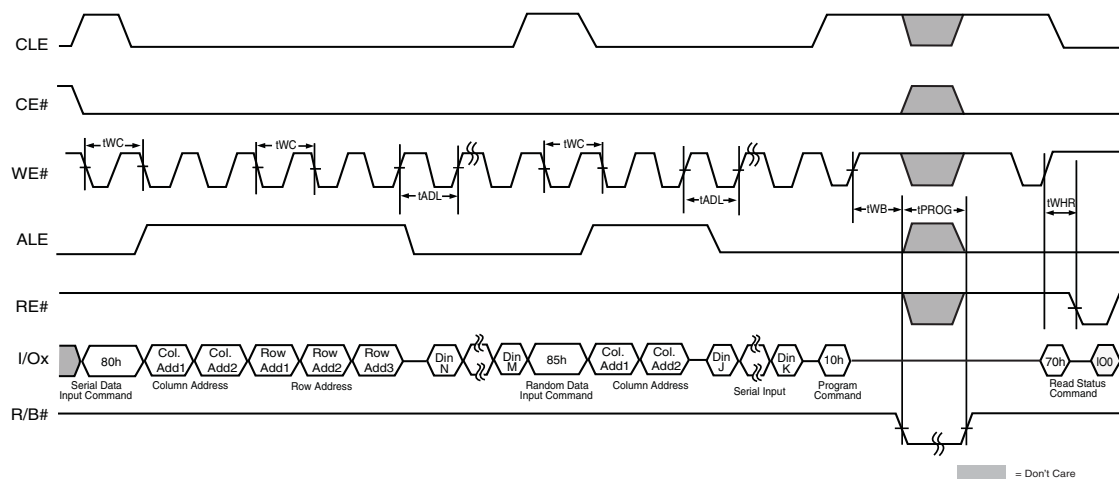 CLE
CE#
tWC tWC tWC
WE#
tADL tADL
tWB tPROG tWHR
ALE
RE#
I/Ox 80h Col. Add1 Col. Add2 Row Add1 Row Add2 Row Add3 Din N Din M 85h Col. Add1 Col. Add2 Din J Din K 10h 70h IO0
Serial Data Input Command
Column Address
Row Address
Random Data Input Command
Column Address
Serial Input
Program Command
Read Status Command
R/B#
= Don't Care